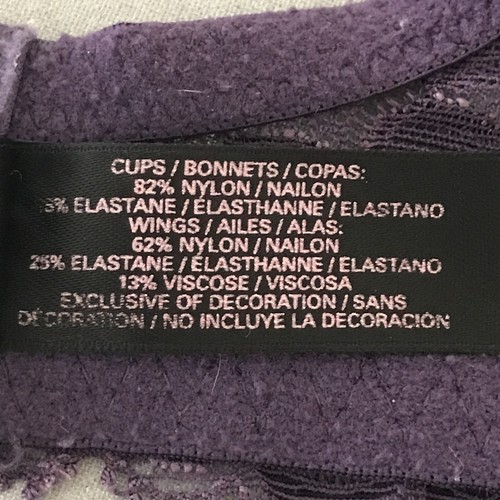 CUPS / BONNETS / COPAS:
82% NYLON / NAILON
ELASTANE / ÉLASTHANNE / ELASTANO
WINGS / AILES / ALAS:
62% NYLON / NAILON
25% ELASTANE / ÉLASTHANNE / ELASTANO
13% VISCOSE / VISCOSA
EXCLUSIVE OF DECORATION / SANS
DÉCORATION / NO INCLUYE LA DECORACIÓN